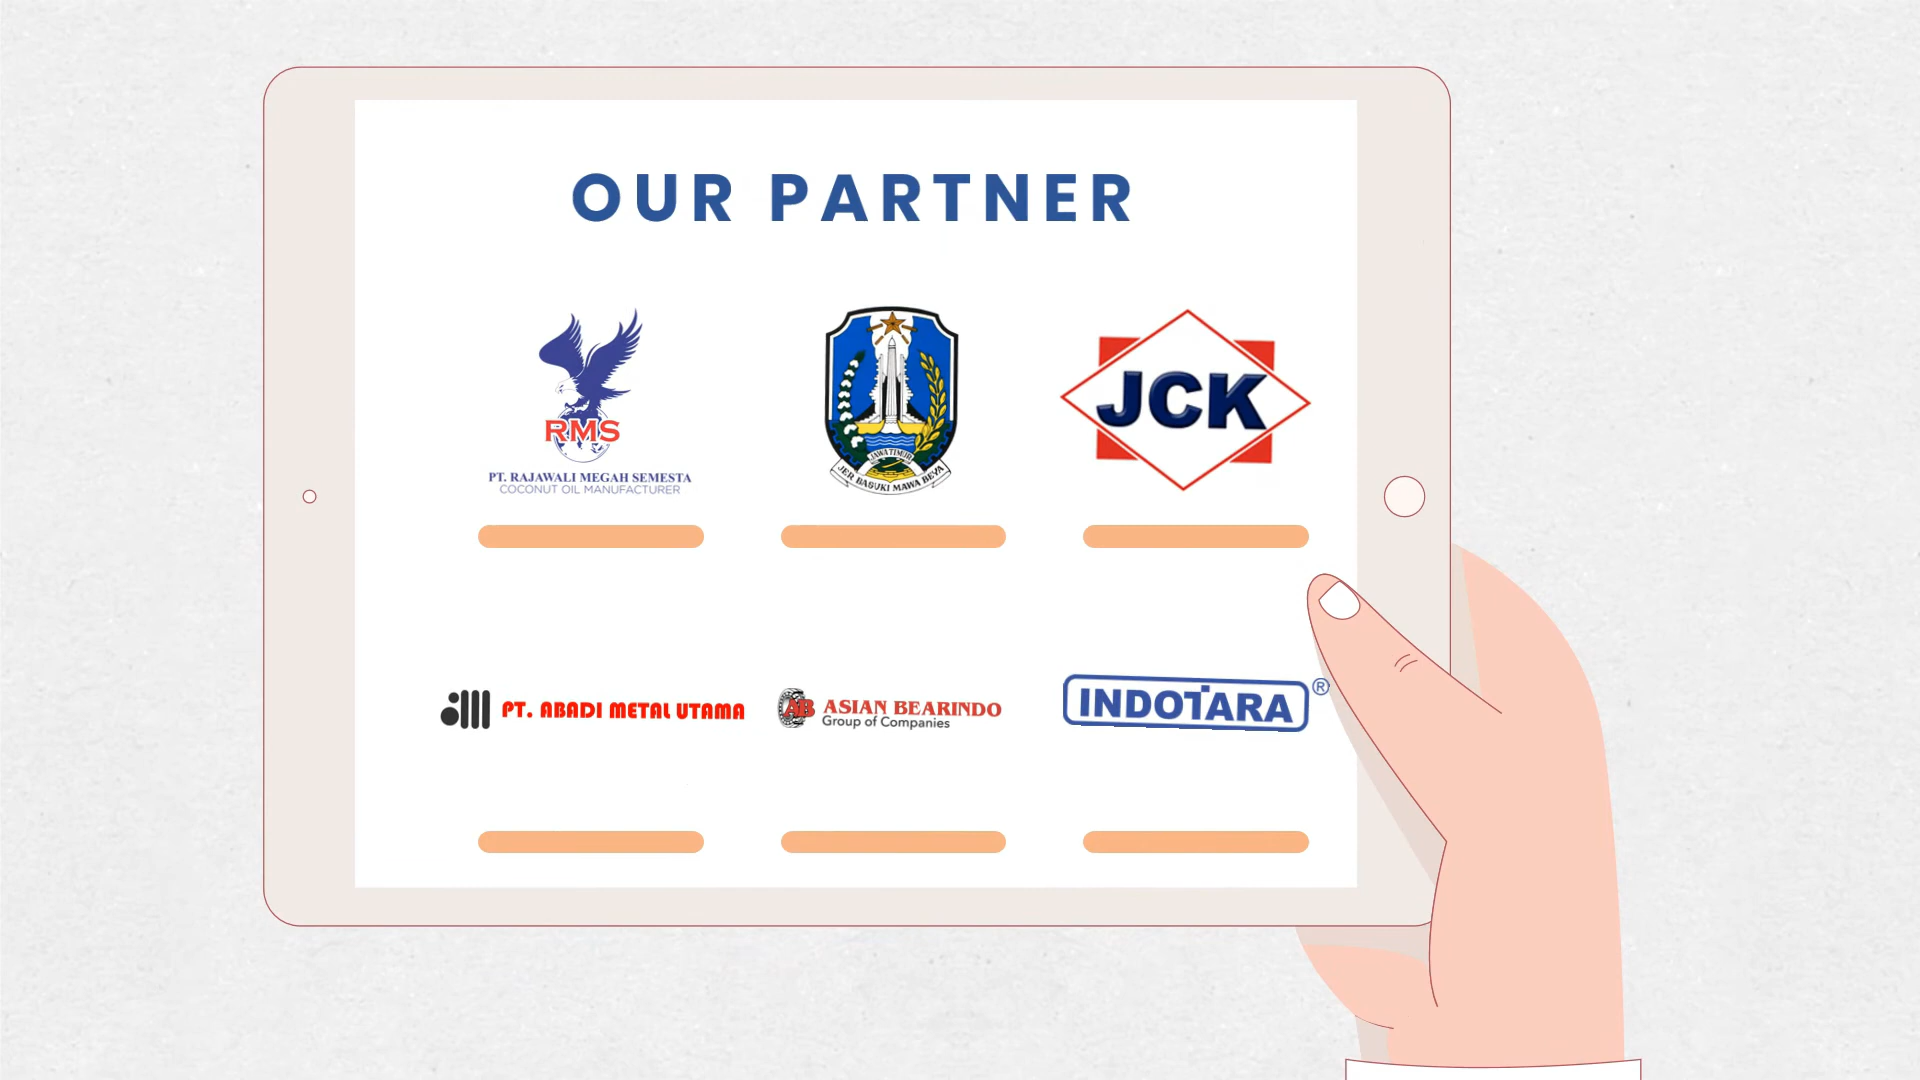 OUR PARTNER
RMS
PT. RAJAWALI MEGAH SEMESTA
COCONUT OIL MANUFACTURER
JAWA TIMUR
JER BASUKI MAWA BEYA
JCK
PT. ABADI METAL UTAMA
AB
ASIAN BEARINDO
Group of Companies
INDOTARA®